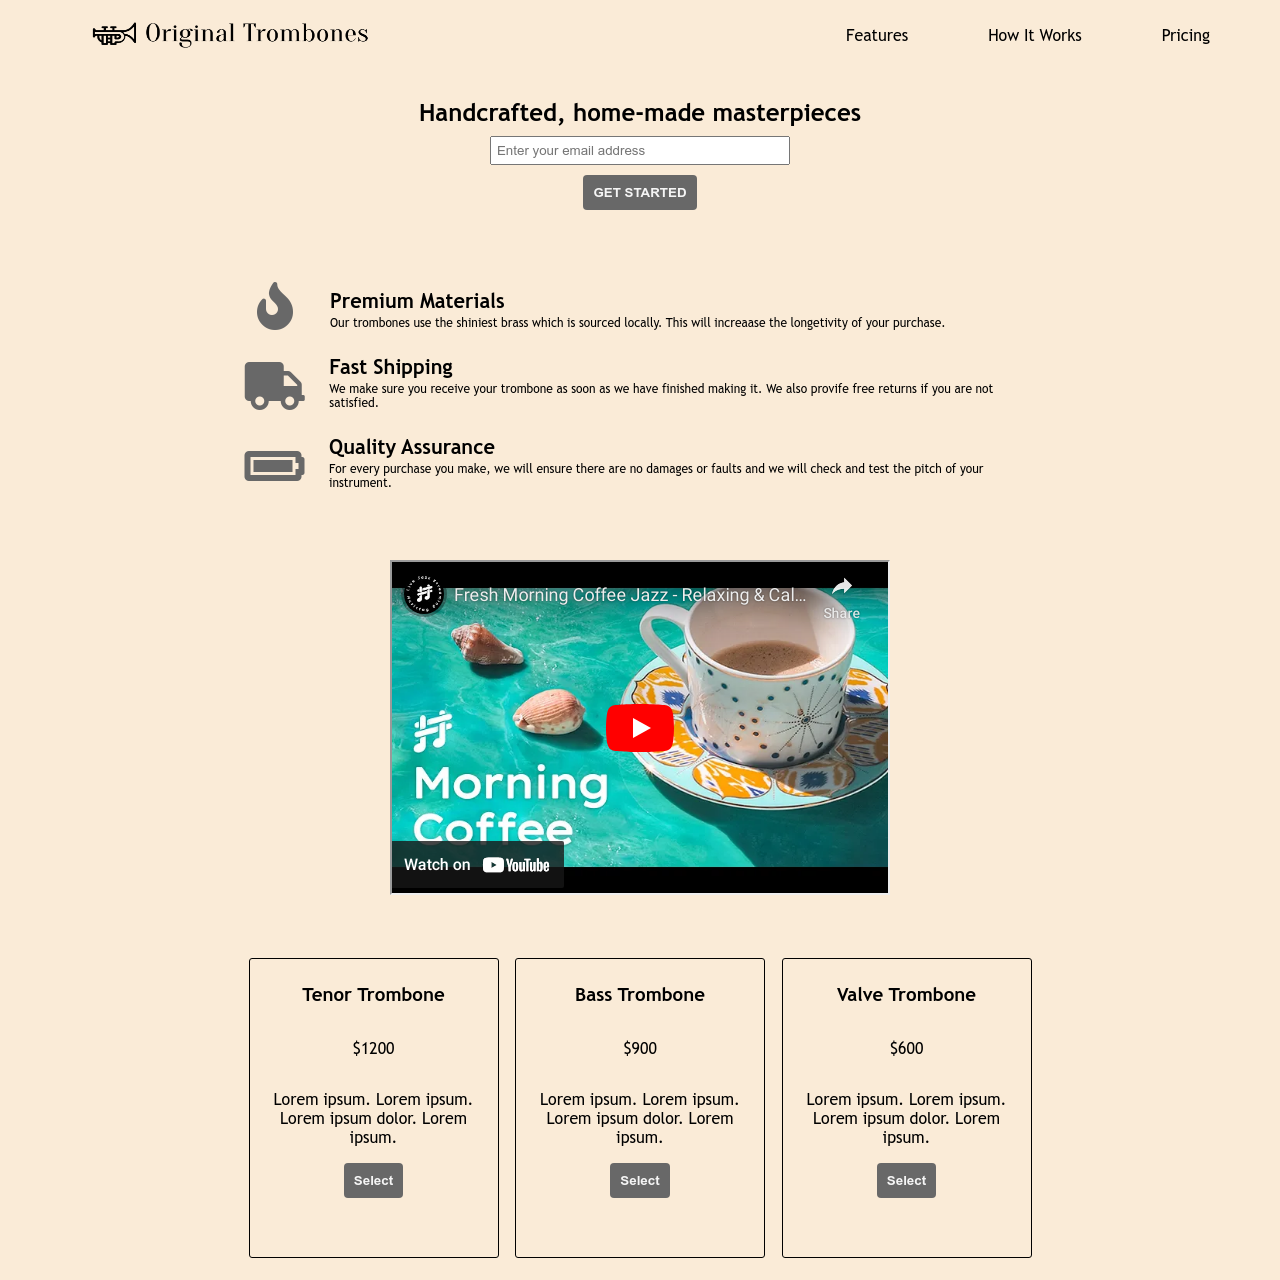 Original Trombones
Features
How It Works
Pricing
Handcrafted, home-made masterpieces
Enter your email address
GET STARTED
Premium Materials
Our trombones use the shiniest brass which is sourced locally. This will increaase the longetivity of your purchase.
Fast Shipping
We make sure you receive your trombone as soon as we have finished making it. We also provife free returns if you are not
satisfied.
Quality Assurance
For every purchase you make, we will ensure there are no damages or faults and we will check and test the pitch of your
instrument.
Fresh Morning Coffee Jazz - Relaxing & Cal...
Share
Morning
Coffee
Watch on YouTube
Tenor Trombone
$1200
Lorem ipsum. Lorem ipsum.
Lorem ipsum dolor. Lorem
ipsum.
Select
Bass Trombone
$900
Lorem ipsum. Lorem ipsum.
Lorem ipsum dolor. Lorem
ipsum.
Select
Valve Trombone
$600
Lorem ipsum. Lorem ipsum.
Lorem ipsum dolor. Lorem
ipsum.
Select